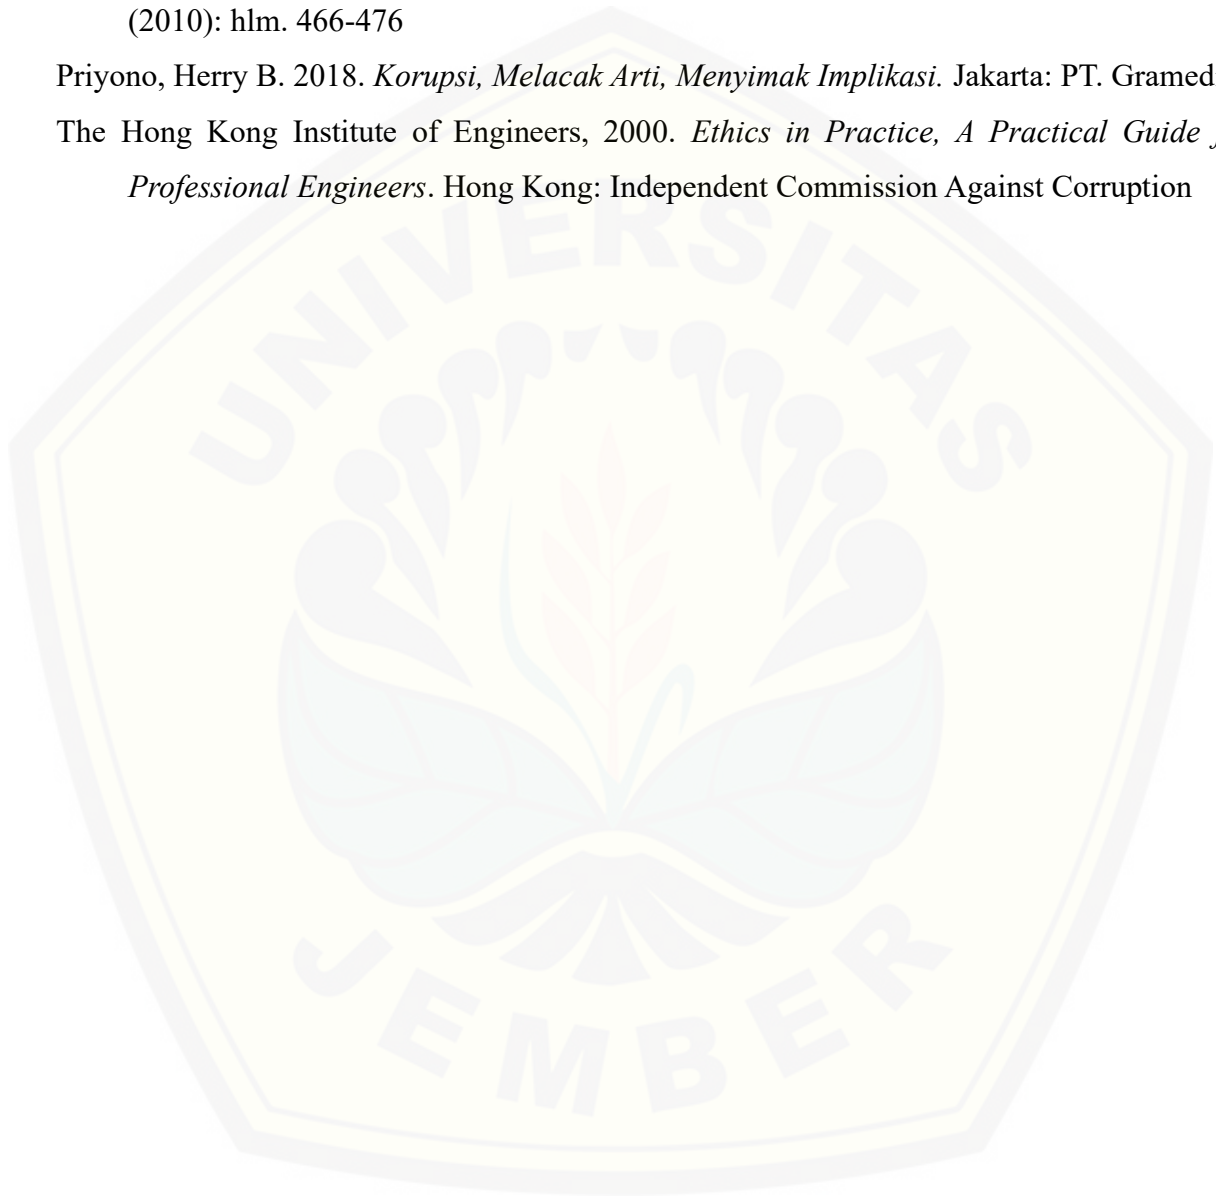 (2010): hlm. 466-476
Priyono, Herry B. 2018. Korupsi, Melacak Arti, Menyimak Implikasi. Jakarta: PT. Gramed
The Hong Kong Institute of Engineers, 2000. Ethics in Practice, A Practical Guide
Professional Engineers. Hong Kong: Independent Commission Against Corruption
UNIVERSITAS
JEMBER